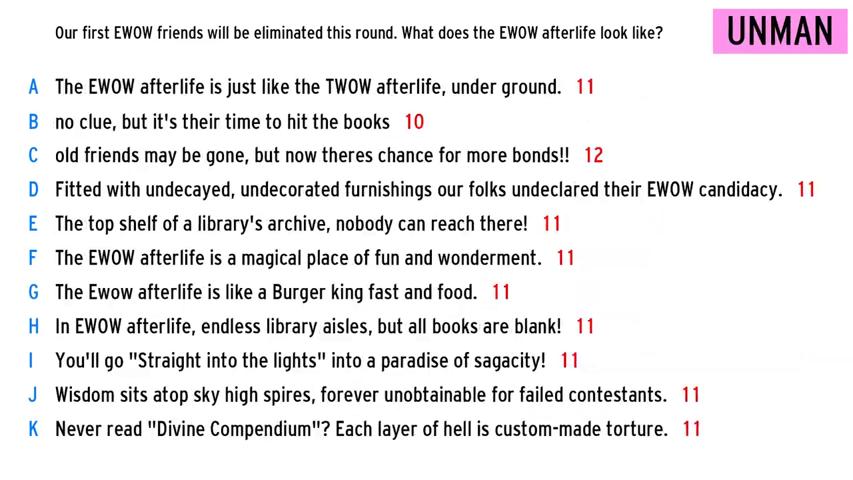 Our first EWOW friends will be eliminated this round. What does the EWOW afterlife look like?
UNMAN
A The EWOW afterlife is just like the TWOW afterlife, under ground. 11
B no clue, but it's their time to hit the books 10
C old friends may be gone, but now theres chance for more bonds!! 12
D Fitted with undecayed, undecorated furnishings our folks undeclared their EWOW candidacy. 11
E The top shelf of a library's archive, nobody can reach there! 11
F The EWOW afterlife is a magical place of fun and wonderment. 11
G The Ewow afterlife is like a Burger king fast and food. 11
H In EWOW afterlife, endless library aisles, but all books are blank! 11
I You'll go "Straight into the lights" into a paradise of sagacity! 11
J Wisdom sits atop sky high spires, forever unobtainable for failed contestants. 11
K Never read "Divine Compendium"? Each layer of hell is custom-made torture. 11